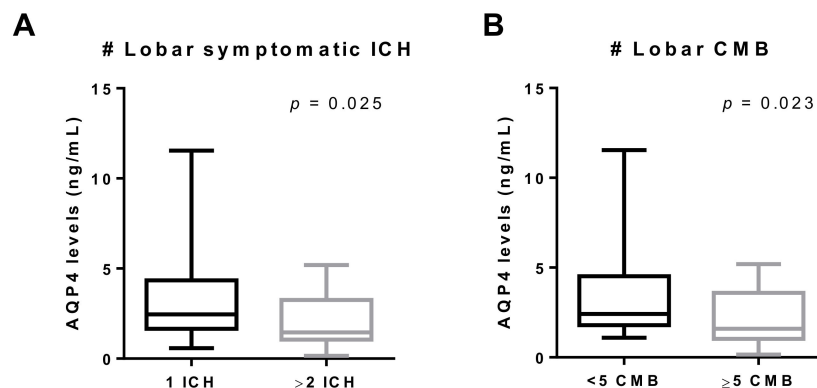 A
# Lobar symptomatic ICH
p = 0.025
AQP4 levels (ng/mL)
15
10
5
0
1 ICH
>2 ICH
B
# Lobar CMB
p = 0.023
AQP4 levels (ng/mL)
15
10
5
0
<5 CMB
≥5 CMB